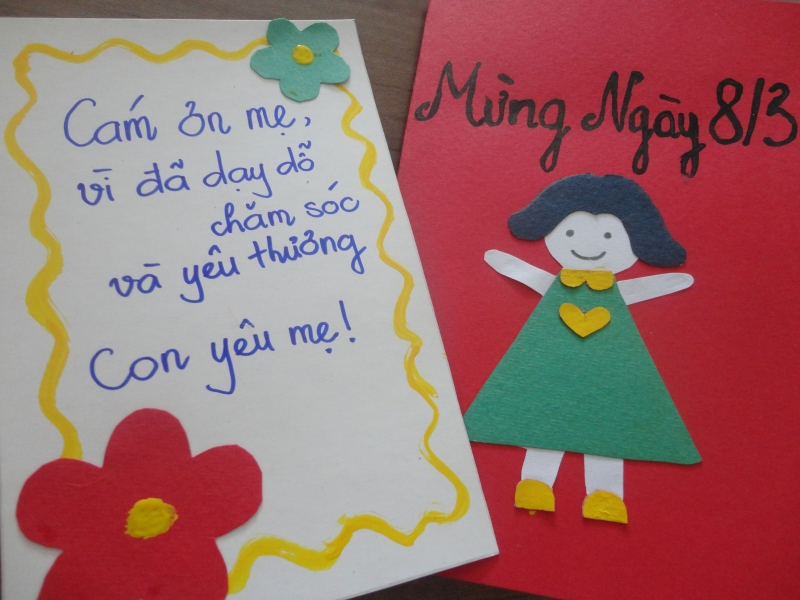 Cám ơn mẹ,
vì đã dạy dỗ
chăm sóc
và yêu thương
Con yêu mẹ!
Mừng Ngày 8/3